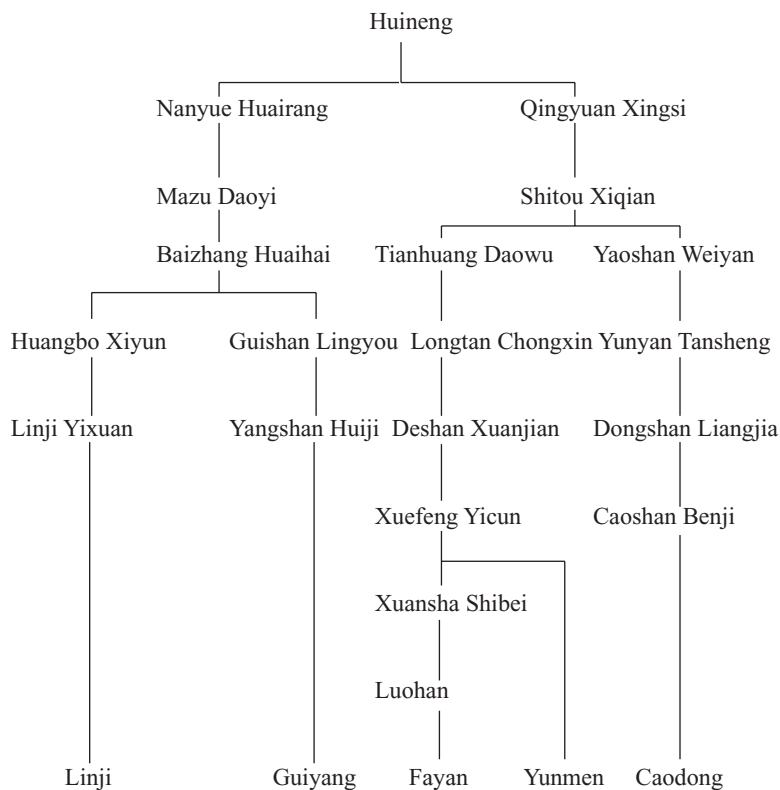 Huineng
Nanyue Huairang Qingyuan Xingsi
Mazu Daoyi Shitou Xiqian
Baizhang Huaihai Tianhuang Daowu Yaoshan Weiyan
Huangbo Xiyun Guishan Lingyou Longtan Chongxin Yunyan Tansheng
Linji Yixuan Yangshan Huiji Deshan Xuanjian Dongshan Liangjia
Xuefeng Yicun Caoshan Benji
Xuansha Shibei
Luohan
Linji Guiyang Fayan Yunmen Caodong